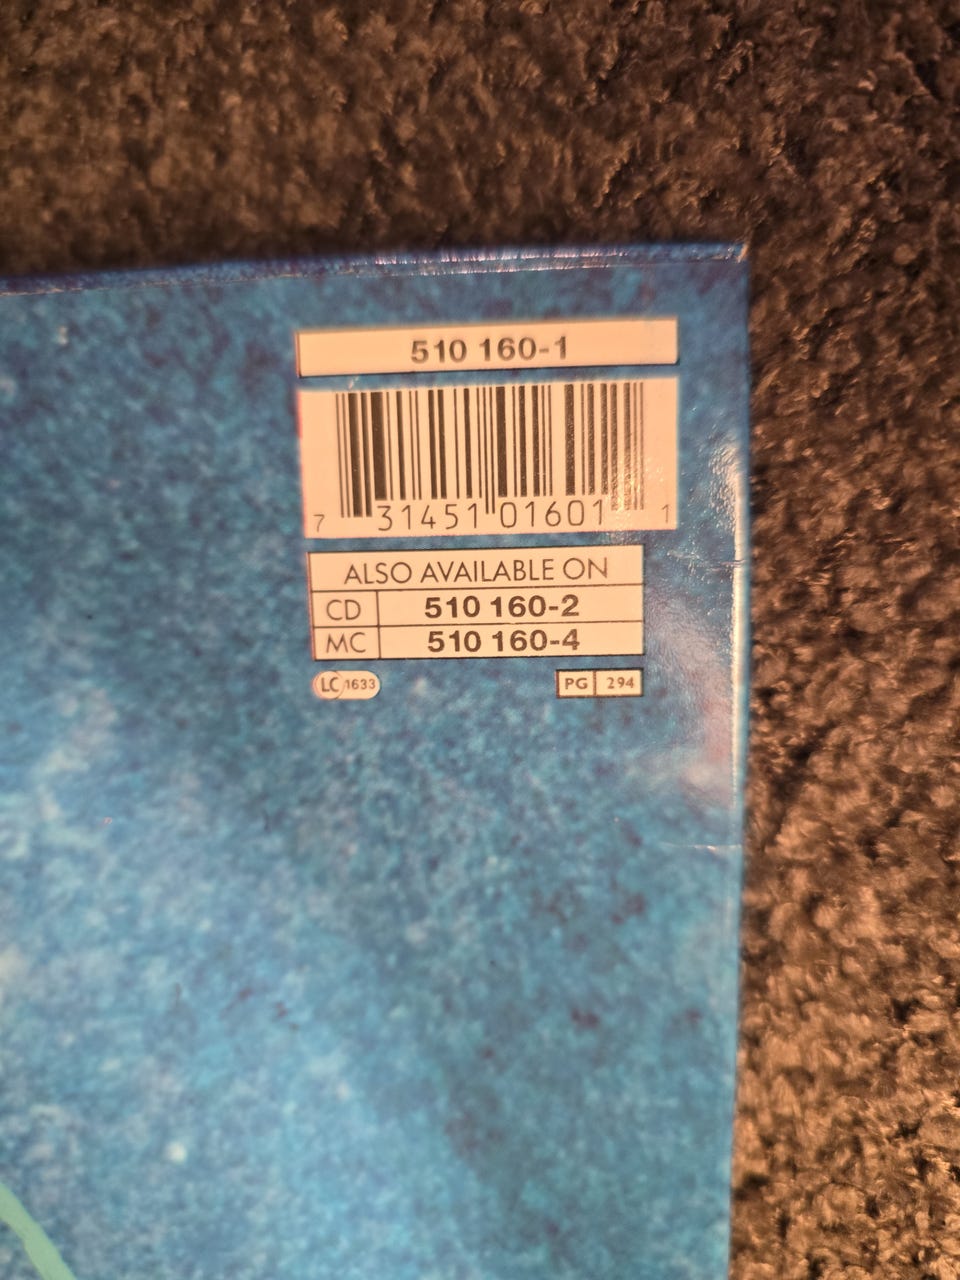 510 160-1
7 31451 01601 1
ALSO AVAILABLE ON
CD 510 160-2
MC 510 160-4
LC 1633 PG 294